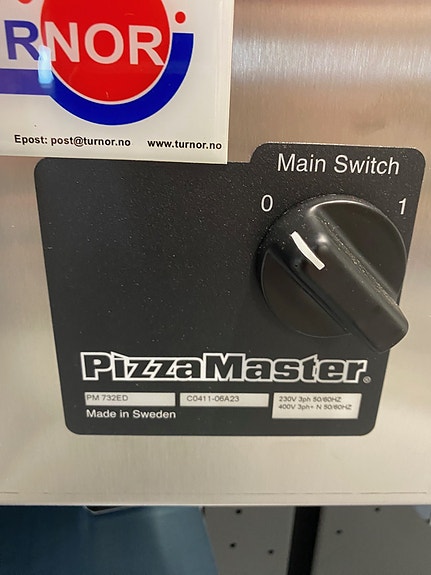 RNOR
Epost: post@turnor.no www.turnor.no
Main Switch
0 1
PizzaMaster®
PM 732ED C0411-06A23 230V 3ph 50/60HZ
400V 3ph+ N 50/60HZ
Made in Sweden